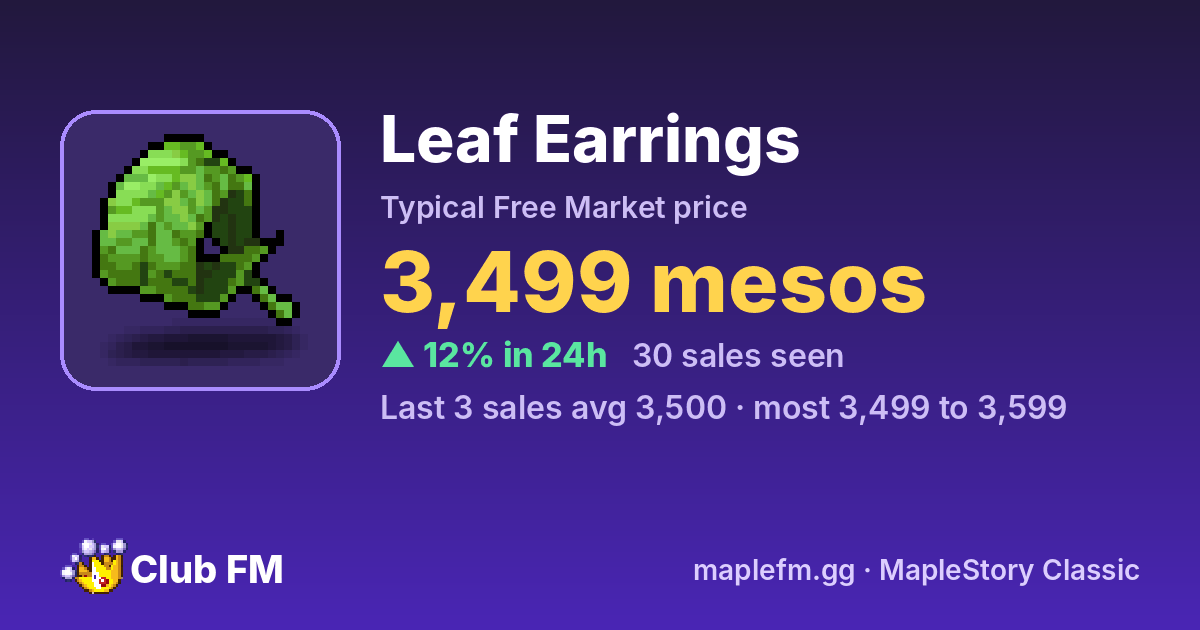 Leaf Earrings
Typical Free Market price
3,499 mesos
▲ 12% in 24h 30 sales seen
Last 3 sales avg 3,500 · most 3,499 to 3,599
Club FM
maplefm.gg · MapleStory Classic